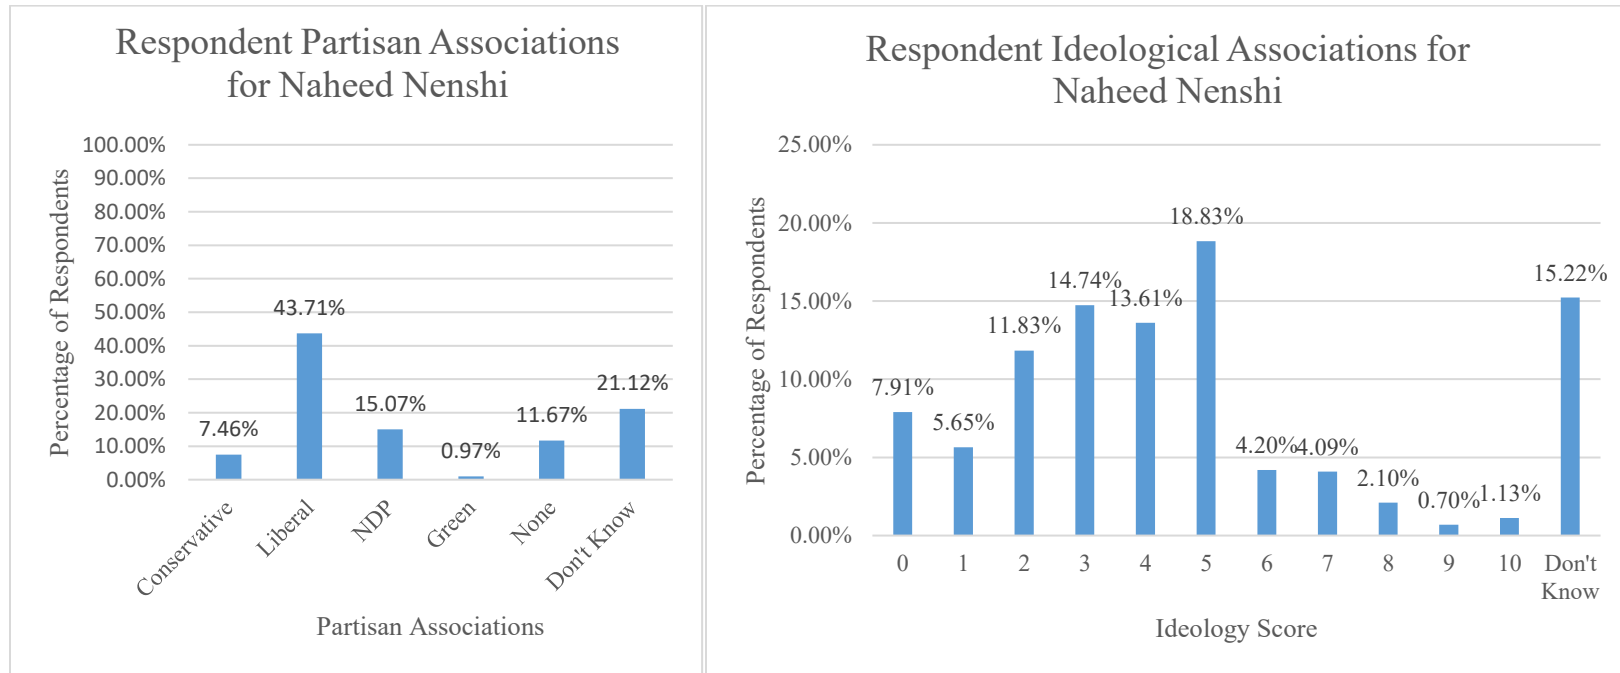 Respondent Partisan Associations
for Naheed Nenshi
100.00%
90.00%
80.00%
70.00%
60.00%
50.00%
40.00%
30.00%
20.00%
10.00%
0.00%
Percentage of Respondents
7.46%
43.71%
15.07%
0.97%
11.67%
21.12%
Conservative
Liberal
NDP
Green
None
Don't Know
Partisan Associations
Respondent Ideological Associations for
Naheed Nenshi
25.00%
20.00%
15.00%
10.00%
5.00%
0.00%
Percentage of Respondents
7.91%
5.65%
11.83%
14.74%
13.61%
18.83%
4.20%
4.09%
2.10%
0.70%
1.13%
15.22%
0
1
2
3
4
5
6
7
8
9
10
Don't
Know
Ideology Score